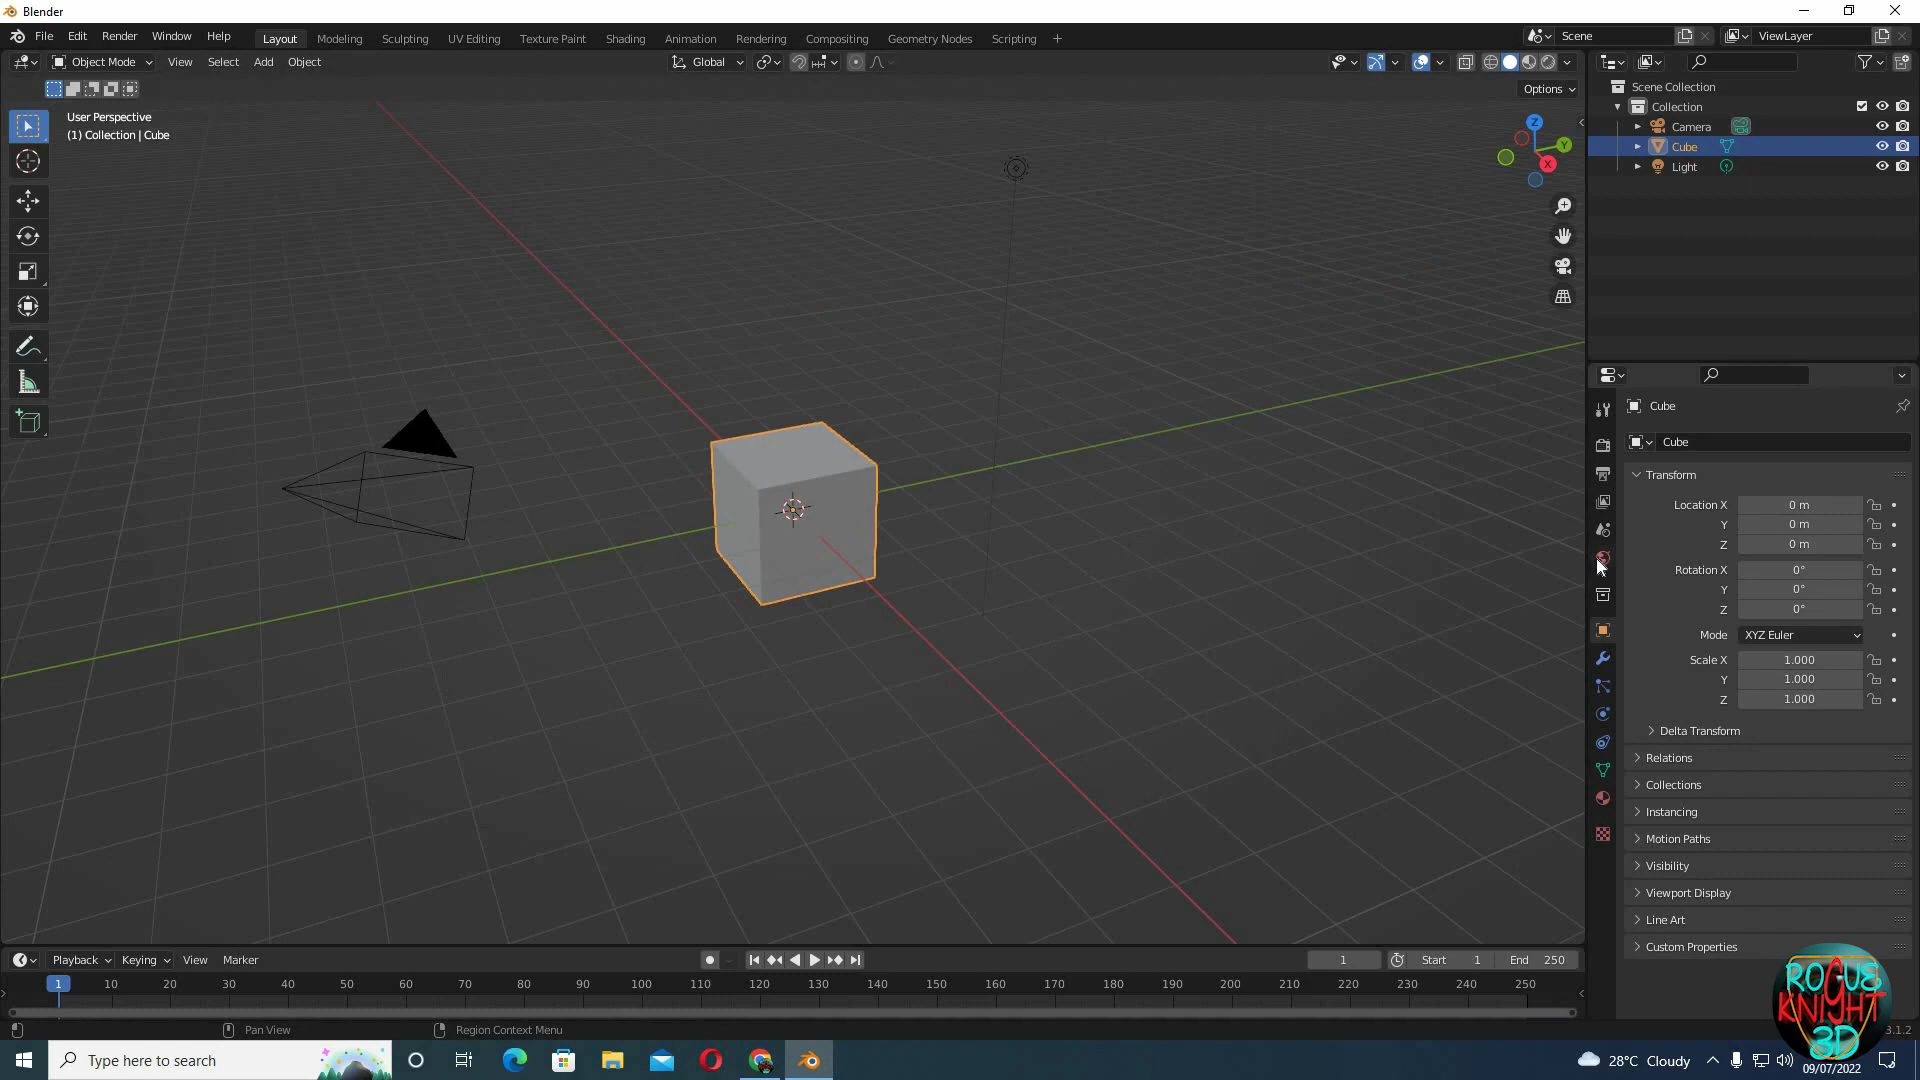 Blender
File Edit Render Window Help Layout Modeling Sculpting UV Editing Texture Paint Shading Animation Rendering Compositing Geometry Nodes Scripting Scene ViewLayer
Object Mode View Select Add Object Global
Options
User Perspective
(1) Collection | Cube
Z
Y
X
Scene Collection
Collection
Camera
Cube
Light
Cube
Cube
Transform
Location X 0 m
Y 0 m
Z 0 m
Rotation X 0°
Y 0°
Z 0°
Mode XYZ Euler
Scale X 1.000
Y 1.000
Z 1.000
Delta Transform
Relations
Collections
Instancing
Motion Paths
Visibility
Viewport Display
Line Art
Custom Properties
Playback Keying View Marker 1 Start 1 End 250
1 10 20 30 40 50 60 70 80 90 100 110 120 130 140 150 160 170 180 190 200 210 220 230 240 250
Pan View Region Context Menu 3.1.2
ROGUE
KNIGHT
3D
Type here to search 28°C Cloudy
09/07/2022